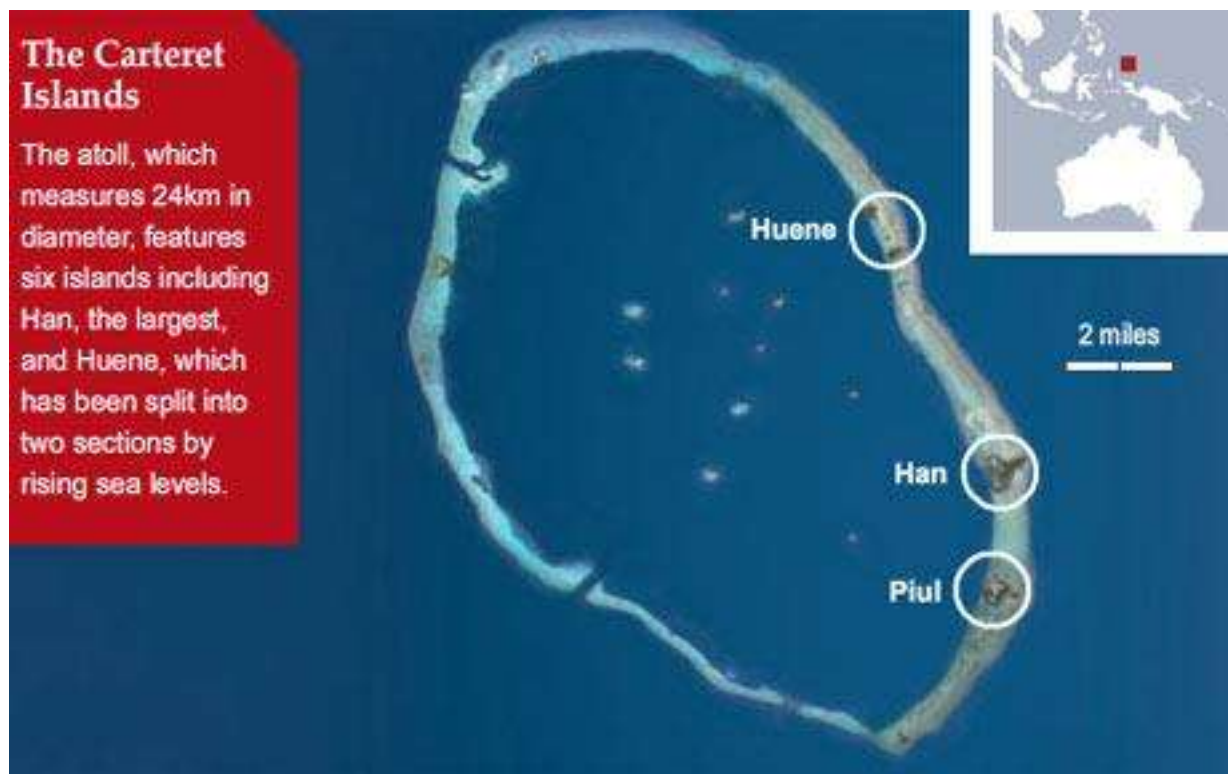 The Carteret
Islands
The atoll, which
measures 24km in
diameter, features
six islands including
Han, the largest,
and Huene, which
has been split into
two sections by
rising sea levels.
Huene
2 miles
Han
Piul